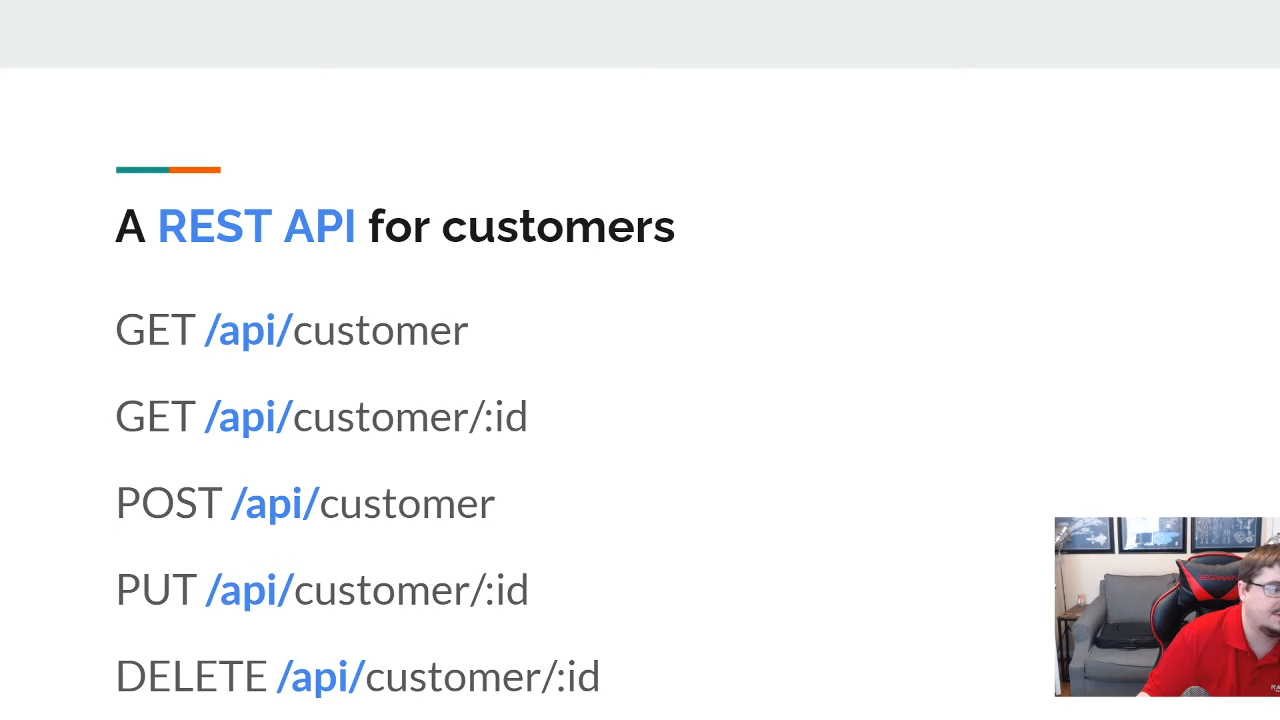 A REST API for customers
GET /api/customer
GET /api/customer/:id
POST /api/customer
PUT /api/customer/:id
DELETE /api/customer/:id